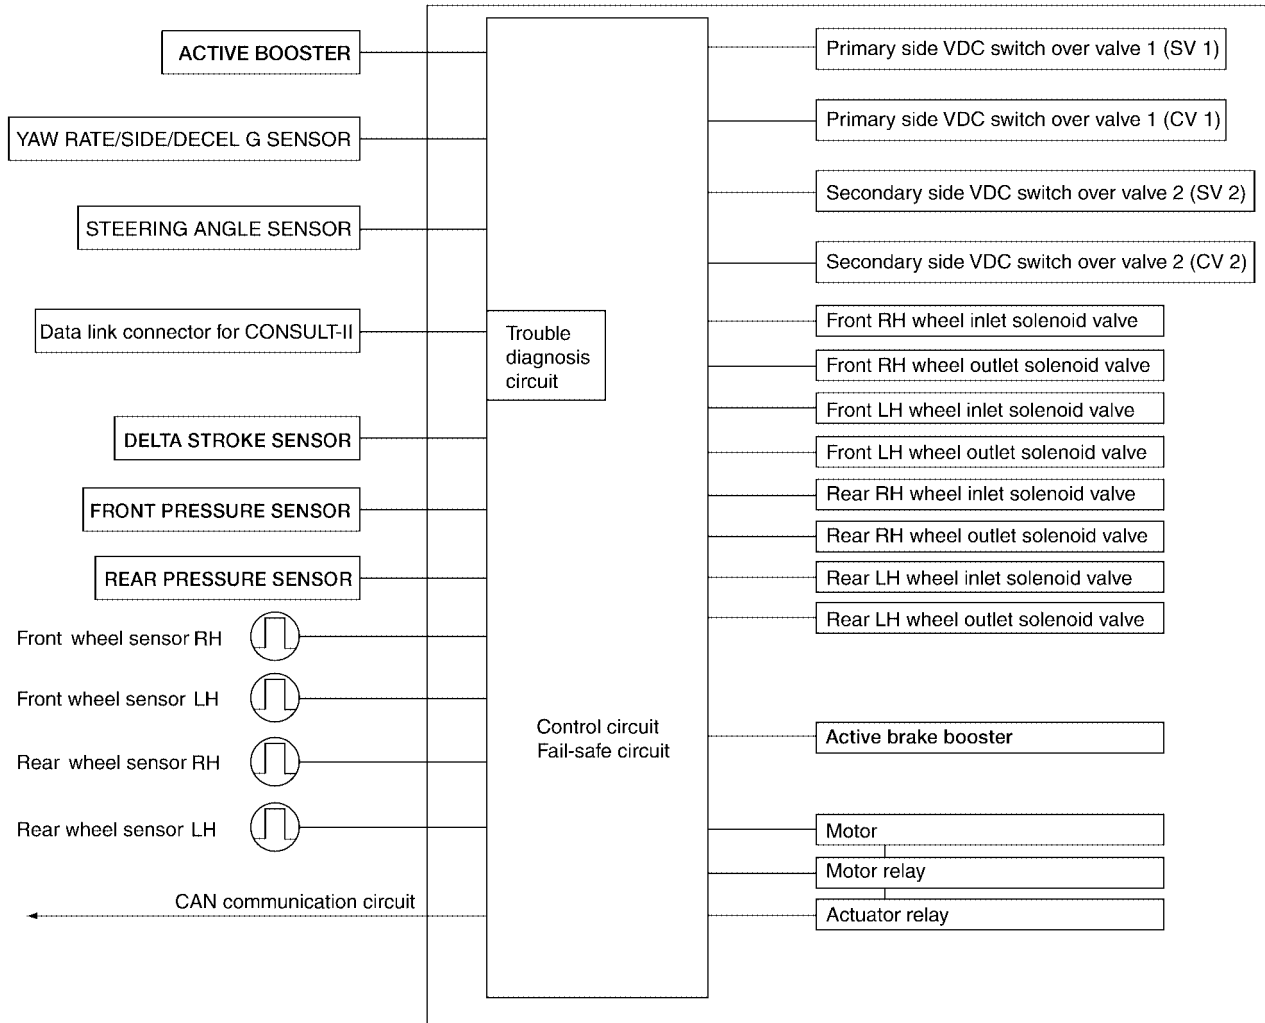 ACTIVE BOOSTER
YAW RATE/SIDE/DECEL G SENSOR
STEERING ANGLE SENSOR
Data link connector for CONSULT-II
DELTA STROKE SENSOR
FRONT PRESSURE SENSOR
REAR PRESSURE SENSOR
Front wheel sensor RH
Front wheel sensor LH
Rear wheel sensor RH
Rear wheel sensor LH
CAN communication circuit
Trouble
diagnosis
circuit
Control circuit
Fail-safe circuit
Primary side VDC switch over valve 1 (SV 1)
Primary side VDC switch over valve 1 (CV 1)
Secondary side VDC switch over valve 2 (SV 2)
Secondary side VDC switch over valve 2 (CV 2)
Front RH wheel inlet solenoid valve
Front RH wheel outlet solenoid valve
Front LH wheel inlet solenoid valve
Front LH wheel outlet solenoid valve
Rear RH wheel inlet solenoid valve
Rear RH wheel outlet solenoid valve
Rear LH wheel inlet solenoid valve
Rear LH wheel outlet solenoid valve
Active brake booster
Motor
Motor relay
Actuator relay